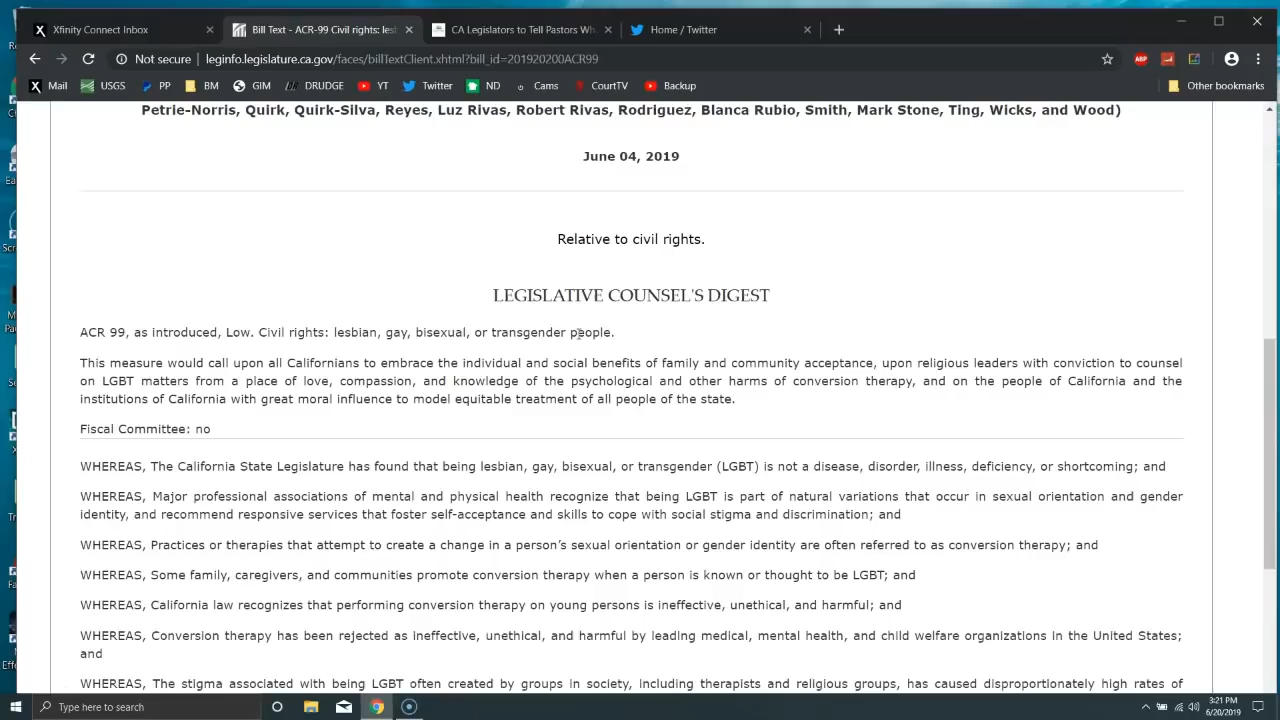 Xfinity Connect Inbox
Bill Text - ACR-99 Civil rights: les
CA Legislators to Tell Pastors Wh
Home / Twitter
Not secure | leginfo.legislature.ca.gov/faces/billTextClient.xhtml?bill_id=201920200ACR99
ABP
Mail USGS PP BM GIM DRUDGE YT Twitter ND Cams CourtTV Backup Other bookmarks
Petrie-Norris, Quirk, Quirk-Silva, Reyes, Luz Rivas, Robert Rivas, Rodriguez, Blanca Rubio, Smith, Mark Stone, Ting, Wicks, and Wood)
June 04, 2019
Relative to civil rights.
LEGISLATIVE COUNSEL'S DIGEST
ACR 99, as introduced, Low. Civil rights: lesbian, gay, bisexual, or transgender people.
This measure would call upon all Californians to embrace the individual and social benefits of family and community acceptance, upon religious leaders with conviction to counsel
on LGBT matters from a place of love, compassion, and knowledge of the psychological and other harms of conversion therapy, and on the people of California and the
institutions of California with great moral influence to model equitable treatment of all people of the state.
Fiscal Committee: no
WHEREAS, The California State Legislature has found that being lesbian, gay, bisexual, or transgender (LGBT) is not a disease, disorder, illness, deficiency, or shortcoming; and
WHEREAS, Major professional associations of mental and physical health recognize that being LGBT is part of natural variations that occur in sexual orientation and gender
identity, and recommend responsive services that foster self-acceptance and skills to cope with social stigma and discrimination; and
WHEREAS, Practices or therapies that attempt to create a change in a person's sexual orientation or gender identity are often referred to as conversion therapy; and
WHEREAS, Some family, caregivers, and communities promote conversion therapy when a person is known or thought to be LGBT; and
WHEREAS, California law recognizes that performing conversion therapy on young persons is ineffective, unethical, and harmful; and
WHEREAS, Conversion therapy has been rejected as ineffective, unethical, and harmful by leading medical, mental health, and child welfare organizations in the United States;
and
WHEREAS, The stigma associated with being LGBT often created by groups in society, including therapists and religious groups, has caused disproportionately high rates of
Type here to search
3:21 PM
6/20/2019